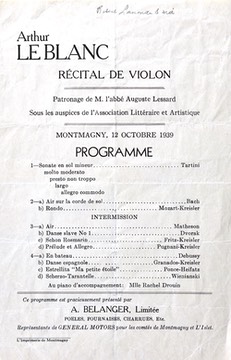 Arthur
LE BLANC
RÉCITAL DE VIOLON
Patronage de M. l'abbé Auguste Lessard
Sous les auspices de l'Association Littéraire et Artistique
MONTMAGNY, 12 OCTOBRE 1939
PROGRAMME
1—Sonate en sol mineur Tartini
molto moderato
presto non troppo
largo
allegro commodo
2—a) Air sur la corde de sol Bach
b) Rondo Mozart-Kreisler
INTERMISSION
3—a) Air Matheson
b) Danse slave No 1 Dvorak
c) Schon Rosmarin Fritz-Kreisler
d) Prélude et Allegro Pugnani-Kreisler
4—a) En bateau Debussy
b) Danse espagnole Granados-Kreisler
c) Estrellita "Ma petite étoile" Ponce-Heifetz
d) Scherzo-Tarantelle Wieniawski
Au piano d'accompagnement: Mlle Rachel Drouin
Ce programme est gracieusement présenté par
A. BELANGER, Limitée
POELES, FOURNAISES, CHARRUES, Etc.
Représentants de GENERAL MOTORS pour les comtés de Montmagny et L'Islet.
L'Imprimerie de Montmagny